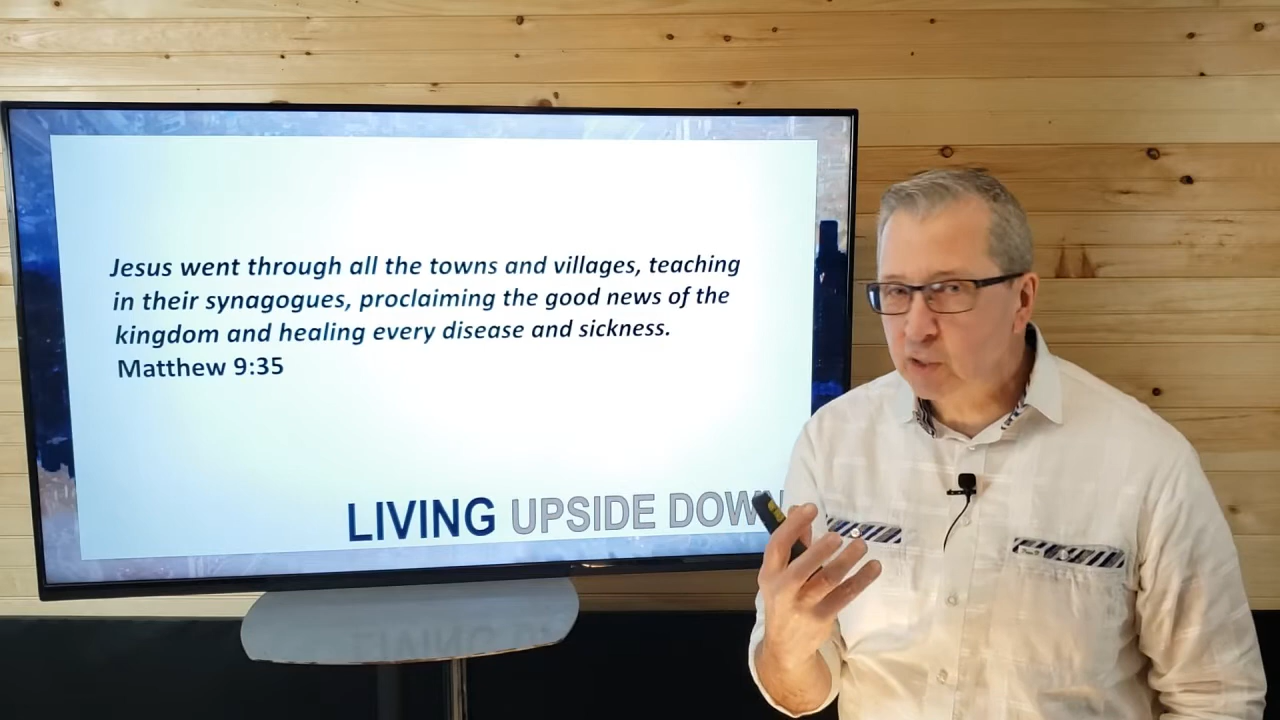 Jesus went through all the towns and villages, teaching
in their synagogues, proclaiming the good news of the
kingdom and healing every disease and sickness.
Matthew 9:35
LIVING UPSIDE DOWN